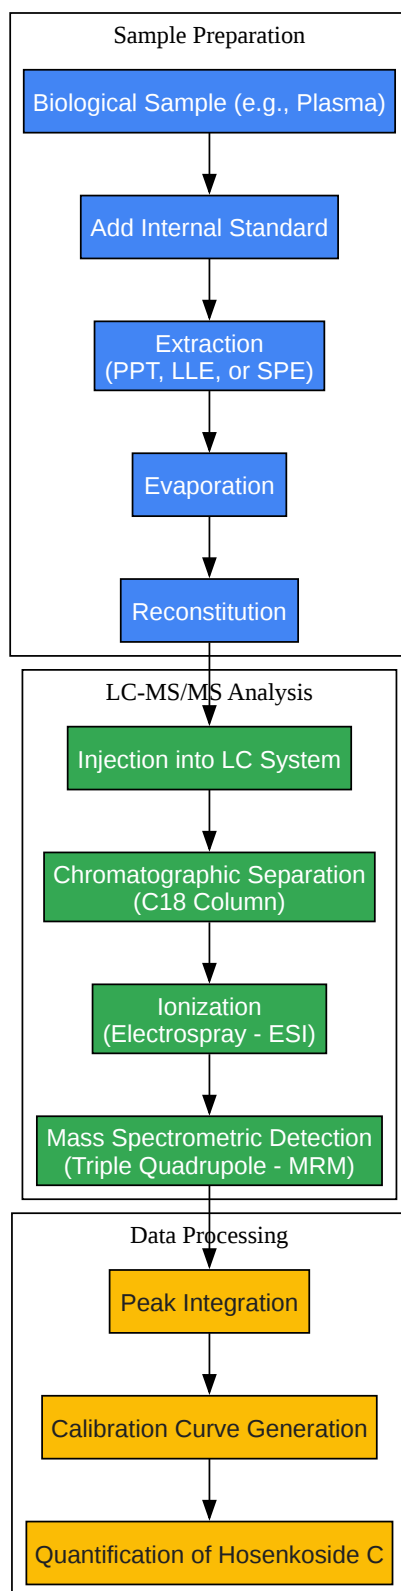 Sample Preparation
Biological Sample (e.g., Plasma)
Add Internal Standard
Extraction
(PPT, LLE, or SPE)
Evaporation
Reconstitution
LC-MS/MS Analysis
Injection into LC System
Chromatographic Separation
(C18 Column)
Ionization
(Electrospray - ESI)
Mass Spectrometric Detection
(Triple Quadrupole - MRM)
Data Processing
Peak Integration
Calibration Curve Generation
Quantification of Hosenkoside C